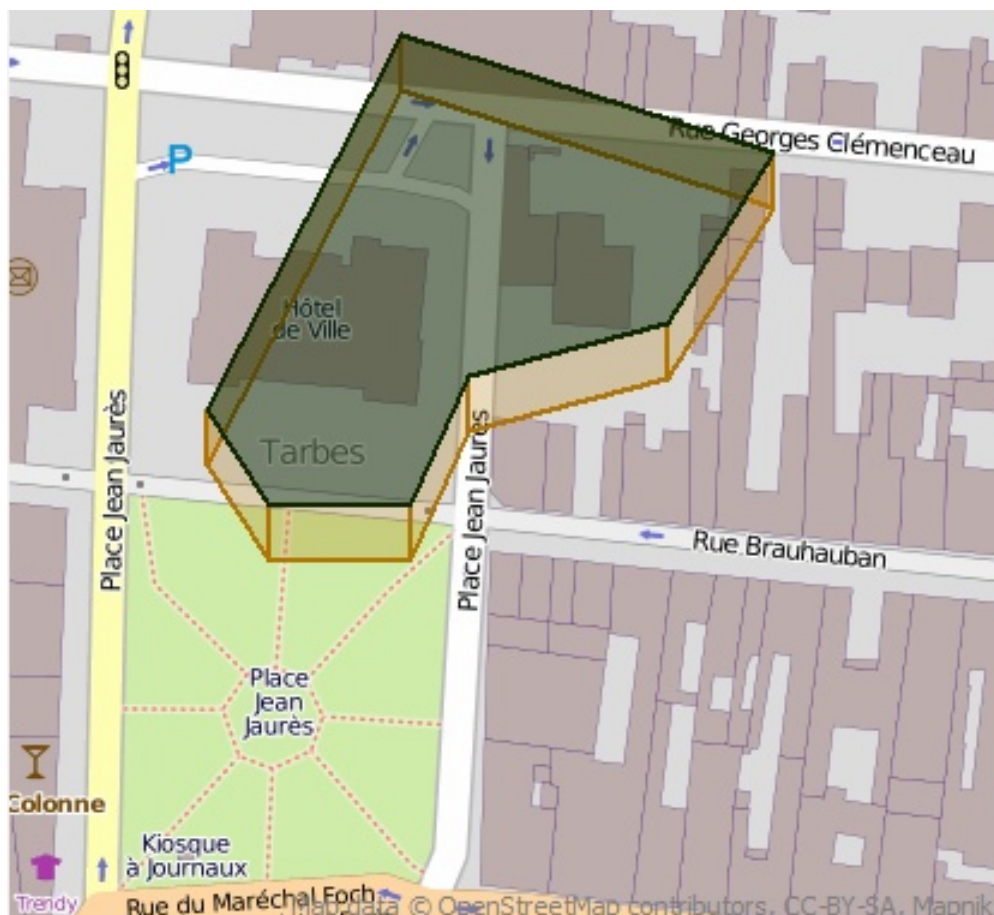 P
Rue Georges Clémenceau
Hôtel
de Ville
Tarbes
Place Jean Jaurès
Place Jean Jaurès
Rue Brauhauban
Place
Jean
Jaurès
Colonne
Kiosque
à Journaux
Trendy
Rue du Maréchal Foch
Map data © OpenStreetMap contributors, CC-BY-SA, Mapnik